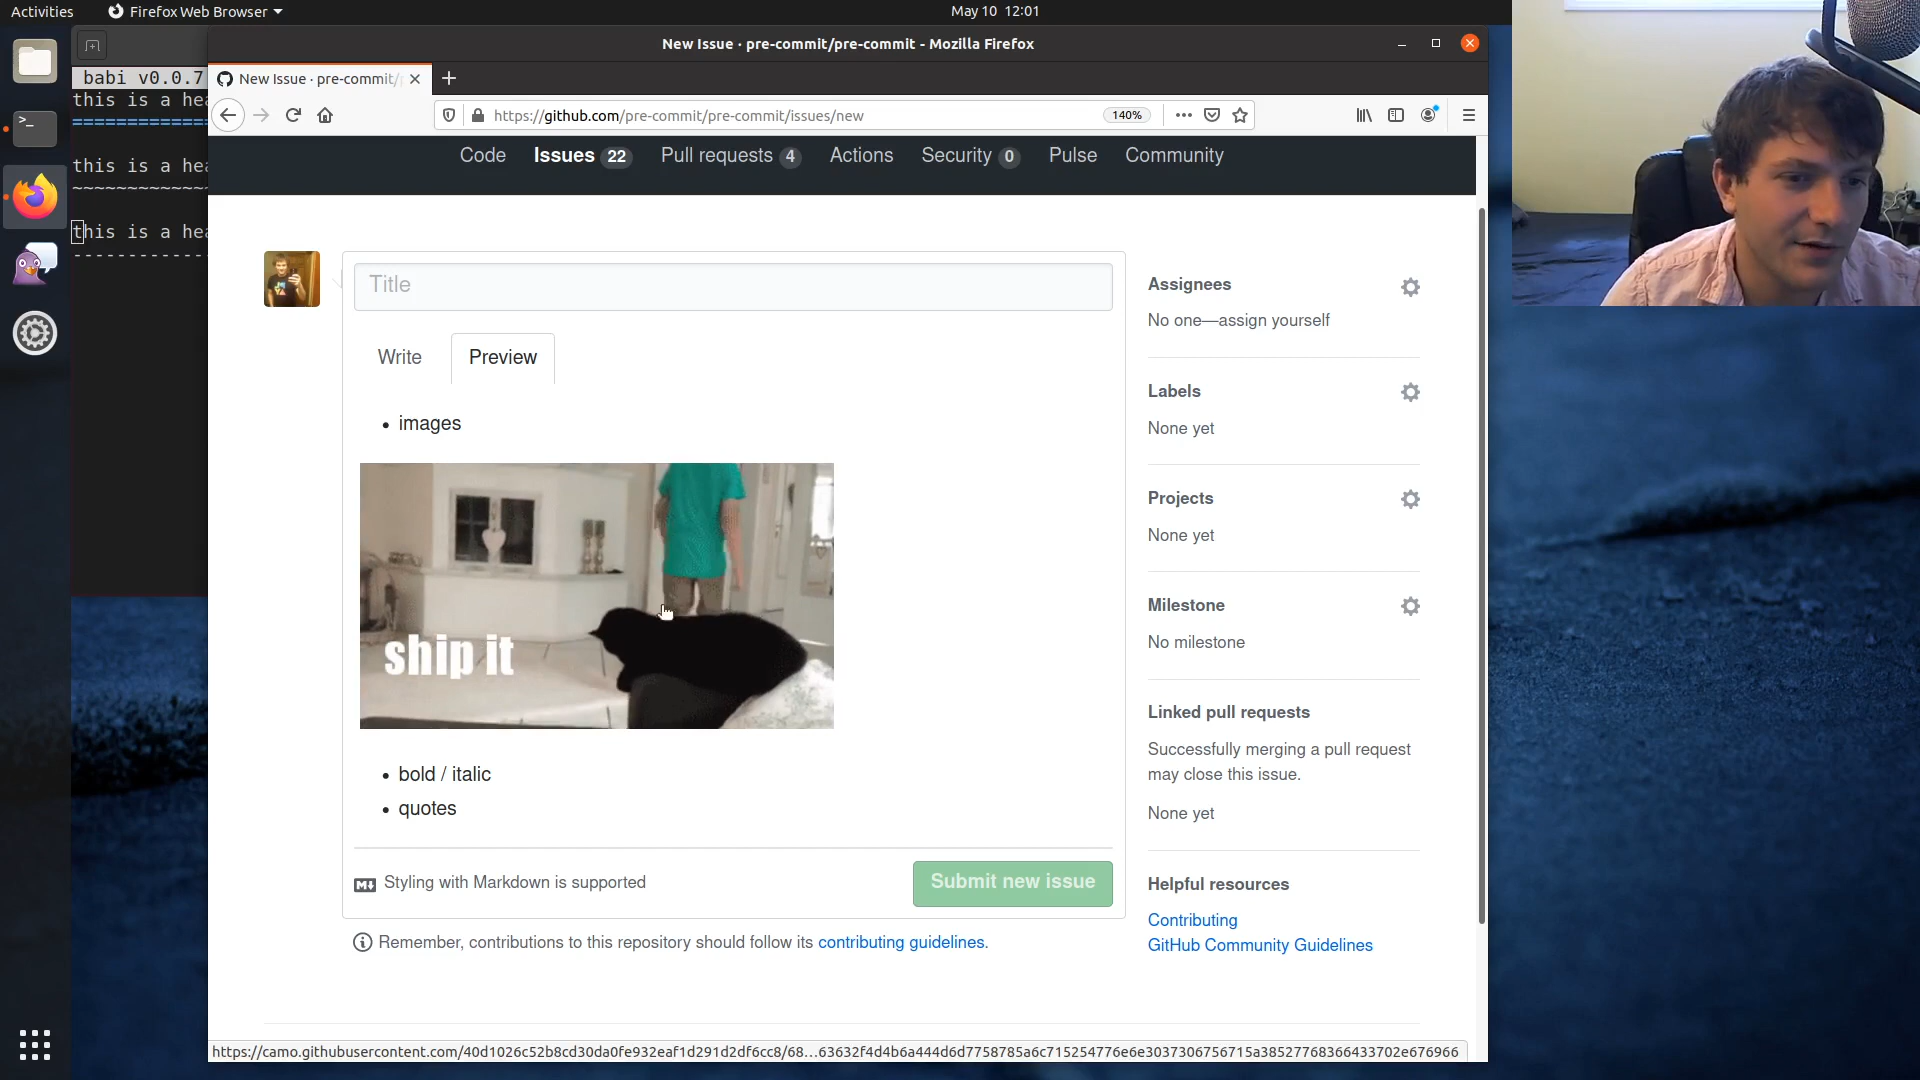 Activities
Firefox Web Browser
May 10 12:01
New Issue · pre-commit/pre-commit - Mozilla Firefox
babi v0.0.7
New Issue · pre-commit/
https://github.com/pre-commit/pre-commit/issues/new
140%
this is a hea
============
this is a hea
~~~~~~~~~~~~
this is a hea
------------
Code
Issues 22
Pull requests 4
Actions
Security 0
Pulse
Community
Title
Write
Preview
• images
ship it
• bold / italic
• quotes
Styling with Markdown is supported
Submit new issue
Remember, contributions to this repository should follow its contributing guidelines.
Assignees
No one—assign yourself
Labels
None yet
Projects
None yet
Milestone
No milestone
Linked pull requests
Successfully merging a pull request
may close this issue.
None yet
Helpful resources
Contributing
GitHub Community Guidelines
https://camo.githubusercontent.com/40d1026c52b8cd30da0fe932eaf1d291d2df6cc8/68…63632f4d4b6a444d6d7758785a6c715254776e6e3037306756715a38527768366433702e676966